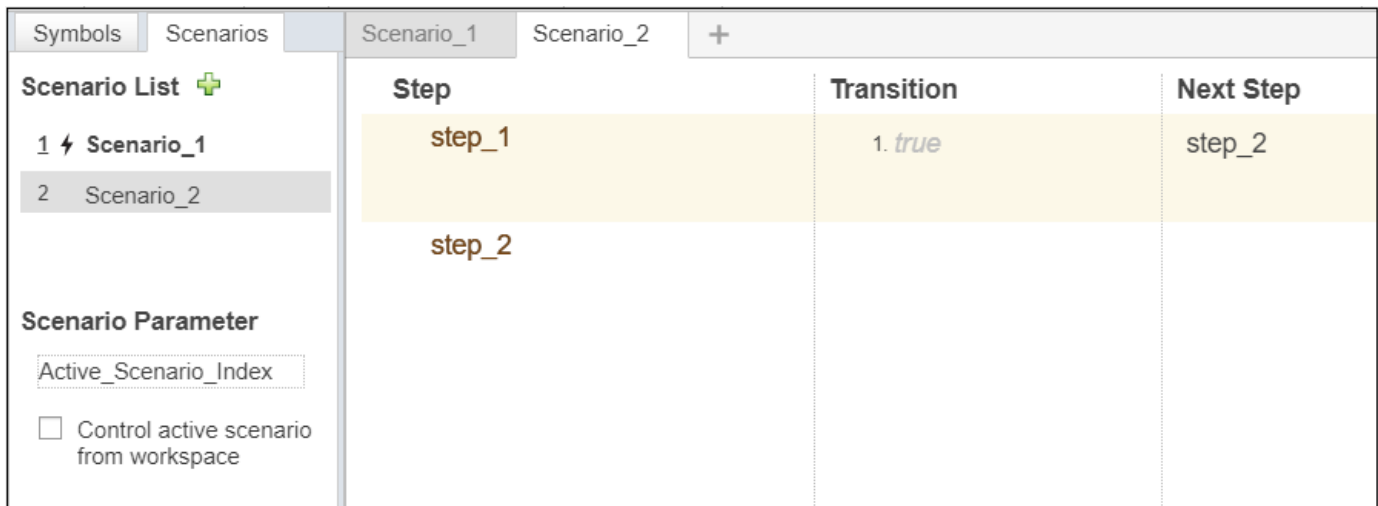 Symbols Scenarios
Scenario_1 Scenario_2 +
Scenario List
1 Scenario_1
2 Scenario_2
Scenario Parameter
Active_Scenario_Index
Control active scenario
from workspace
Step Transition Next Step
step_1 1. true step_2
step_2